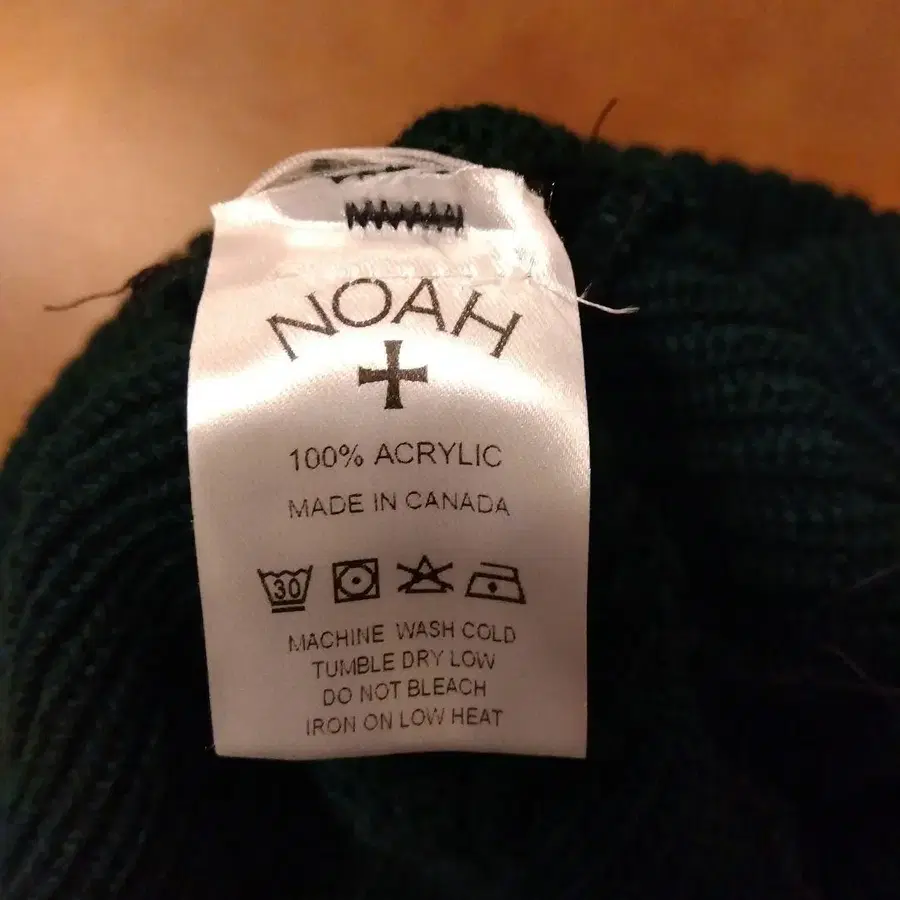 NOAH
100% ACRYLIC
MADE IN CANADA
30
MACHINE WASH COLD
TUMBLE DRY LOW
DO NOT BLEACH
IRON ON LOW HEAT